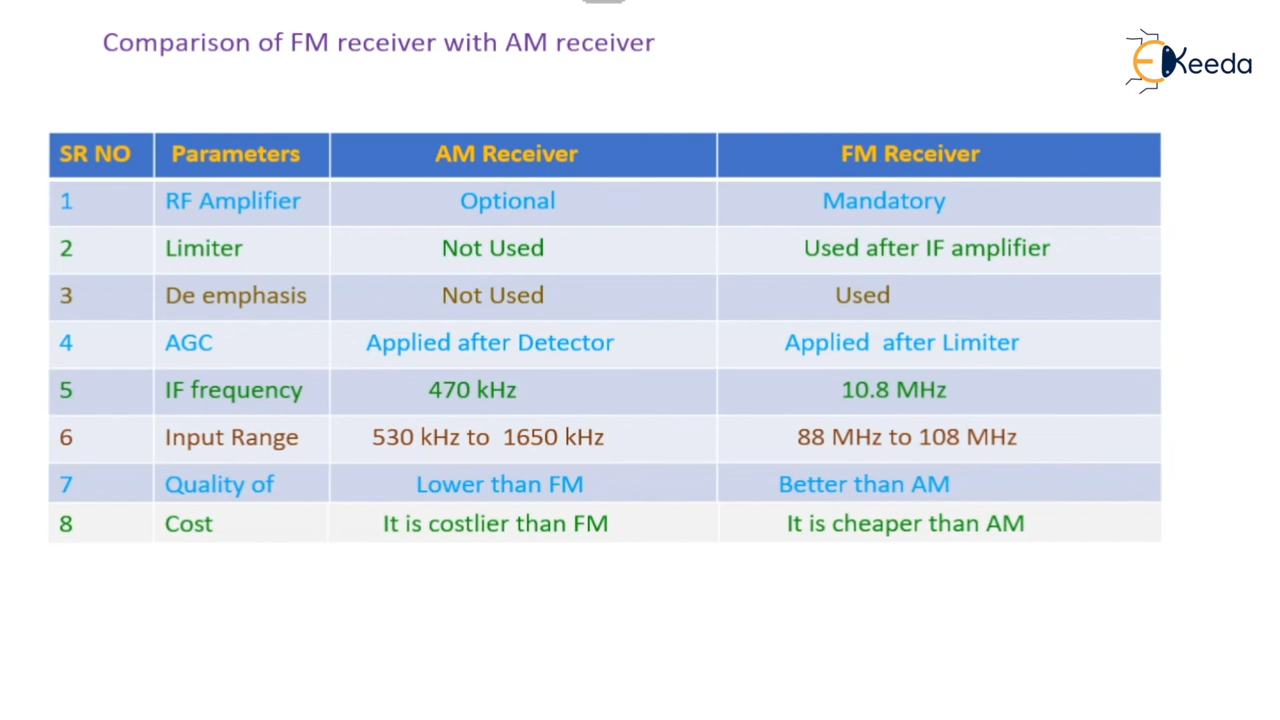 Comparison of FM receiver with AM receiver
EKeeda
SR NO Parameters AM Receiver FM Receiver
1 RF Amplifier Optional Mandatory
2 Limiter Not Used Used after IF amplifier
3 De emphasis Not Used Used
4 AGC Applied after Detector Applied after Limiter
5 IF frequency 470 kHz 10.8 MHz
6 Input Range 530 kHz to 1650 kHz 88 MHz to 108 MHz
7 Quality of Lower than FM Better than AM
8 Cost It is costlier than FM It is cheaper than AM